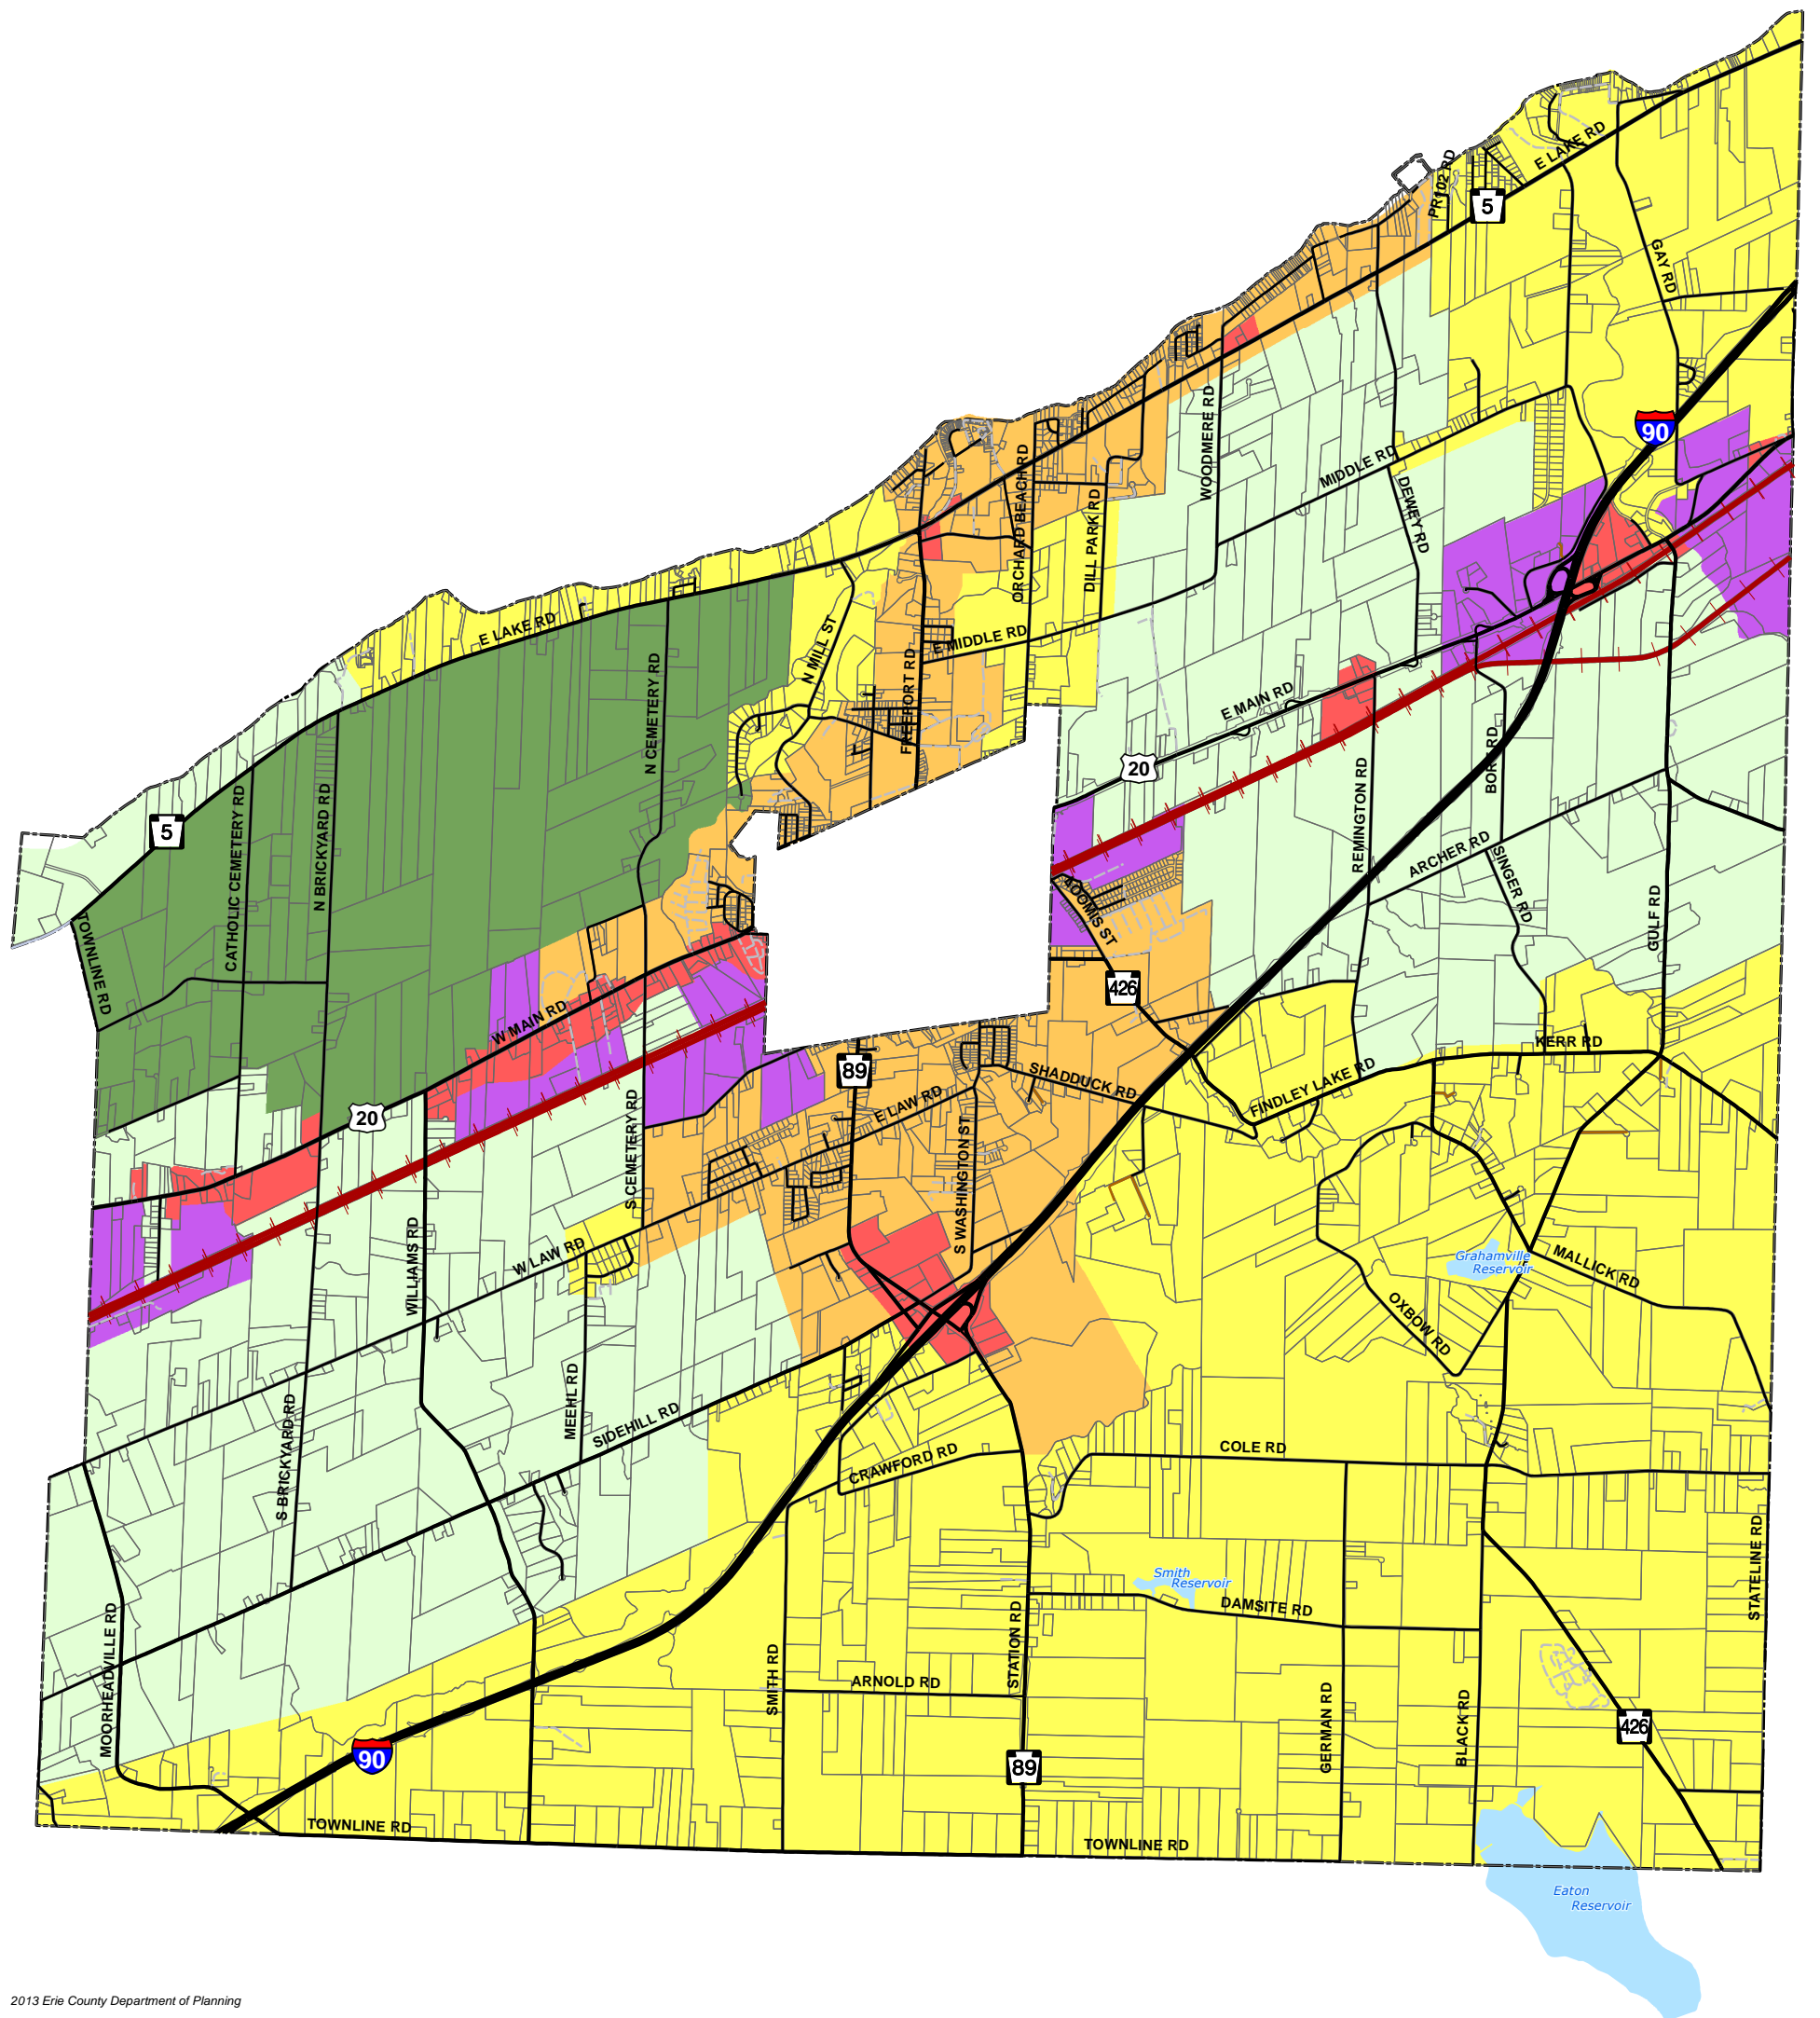 E LAKE RD
PR102 RD
5
GAY RD
90
WOODMERE RD
MIDDLE RD
DEWEY RD
ORCHARD BEACH RD
DILL PARK RD
E LAKE RD
N MILL ST
E MIDDLE RD
FREEPORT RD
N CEMETERY RD
E MAIN RD
20
BORT RD
REMINGTON RD
5
CATHOLIC CEMETERY RD
N BRICKYARD RD
ARCHER RD
SINGER RD
LOOMIS ST
GULF RD
TOWNLINE RD
426
W MAIN RD
KERR RD
89
SHADDUCK RD
FINDLEY LAKE RD
E LAW RD
20
S CEMETERY RD
S WASHINGTON ST
W LAW RD
WILLIAMS RD
Grahamville
Reservoir
MALLICK RD
OXBOW RD
MEEHL RD
SIDEHILL RD
S BRICKYARD RD
CRAWFORD RD
COLE RD
STATELINE RD
Smith
Reservoir
DAMSITE RD
MOORHEADVILLE RD
SMITH RD
STATION RD
ARNOLD RD
GERMAN RD
BLACK RD
426
90
89
TOWNLINE RD
TOWNLINE RD
Eaton
Reservoir
2013 Erie County Department of Planning